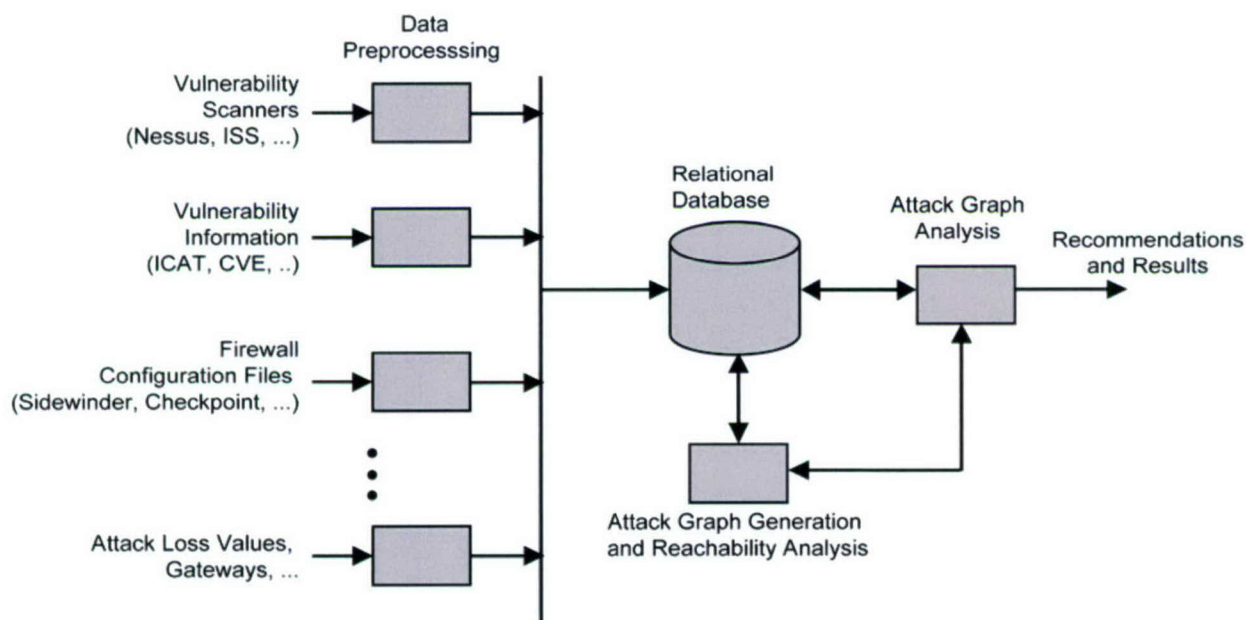 Data
Preprocesssing
Vulnerability
Scanners
(Nessus, ISS, ...)
Vulnerability
Information
(ICAT, CVE, ..)
Firewall
Configuration Files
(Sidewinder, Checkpoint, ...)
Attack Loss Values,
Gateways, ...
Relational
Database
Attack Graph
Analysis
Recommendations
and Results
Attack Graph Generation
and Reachability Analysis